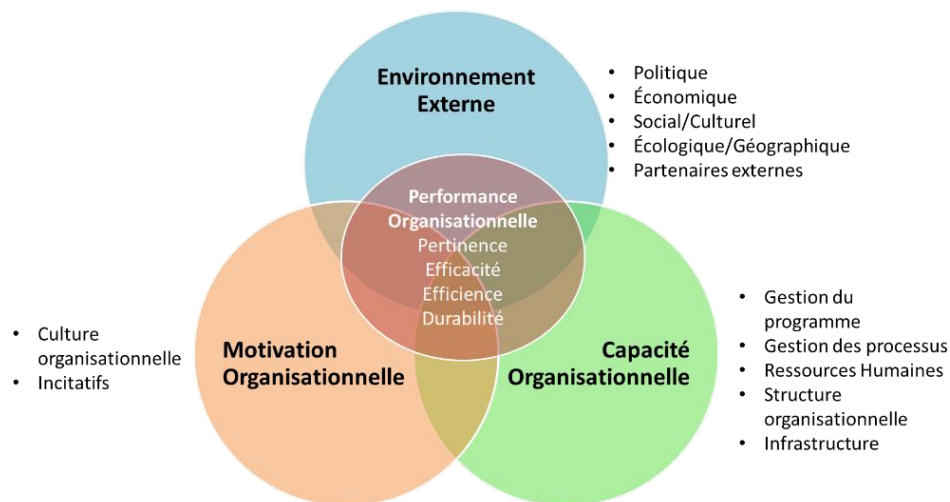 Environnement
Externe
• Politique
• Économique
• Social/Culturel
• Écologique/Géographique
• Partenaires externes
Performance
Organisationnelle
Pertinence
Efficacité
Efficience
Durabilité
• Culture
organisationnelle
• Incitatifs
Motivation
Organisationnelle
Capacité
Organisationnelle
• Gestion du
programme
• Gestion des processus
• Ressources Humaines
• Structure
organisationnelle
• Infrastructure